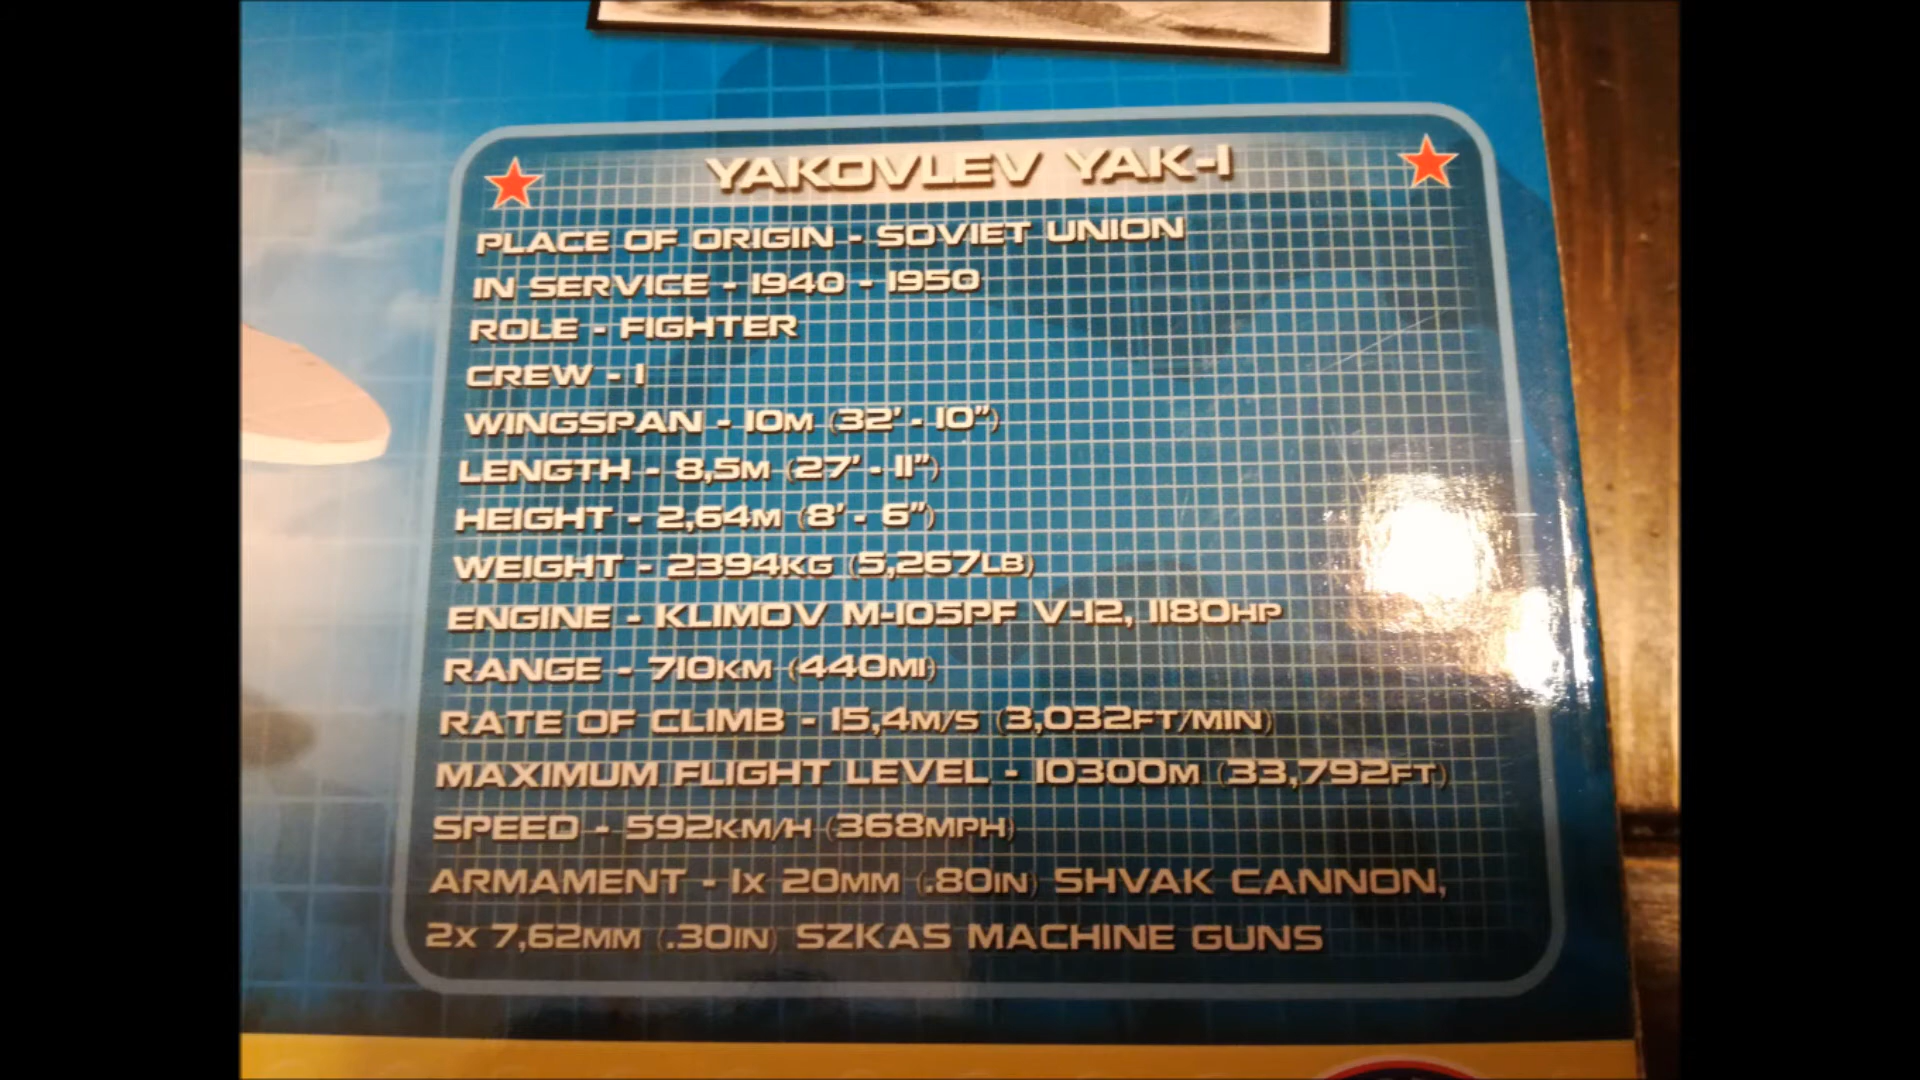 YAKOVLEV YAK-1
PLACE OF ORIGIN - SOVIET UNION
IN SERVICE - 1940 - 1950
ROLE - FIGHTER
CREW - 1
WINGSPAN - 10M (32' - 10")
LENGTH - 8,5M (27' - 11")
HEIGHT - 2,64M (8' - 6")
WEIGHT - 2394KG (5,267LB)
ENGINE - KLIMOV M-105PF V-12, 1180HP
RANGE - 710KM (440MI)
RATE OF CLIMB - 15,4M/S (3,032FT/MIN)
MAXIMUM FLIGHT LEVEL - 10300M (33,792FT)
SPEED - 592KM/H (368MPH)
ARMAMENT - 1X 20MM (.80IN) SHVAK CANNON,
2X 7,62MM (.30IN) SZKAS MACHINE GUNS